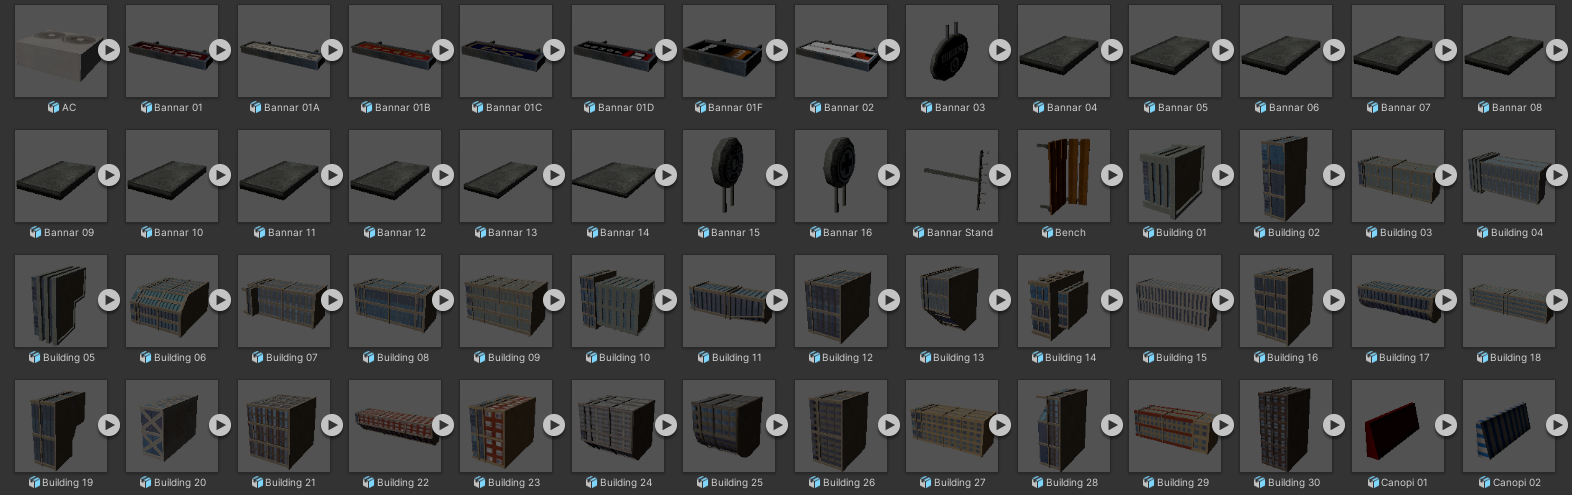 AC Bannar 01 Bannar 01A Bannar 01B Bannar 01C Bannar 01D Bannar 01F Bannar 02 Bannar 03 Bannar 04 Bannar 05 Bannar 06 Bannar 07 Bannar 08
Bannar 09 Bannar 10 Bannar 11 Bannar 12 Bannar 13 Bannar 14 Bannar 15 Bannar 16 Bannar Stand Bench Building 01 Building 02 Building 03 Building 04
Building 05 Building 06 Building 07 Building 08 Building 09 Building 10 Building 11 Building 12 Building 13 Building 14 Building 15 Building 16 Building 17 Building 18
Building 19 Building 20 Building 21 Building 22 Building 23 Building 24 Building 25 Building 26 Building 27 Building 28 Building 29 Building 30 Canopi 01 Canopi 02